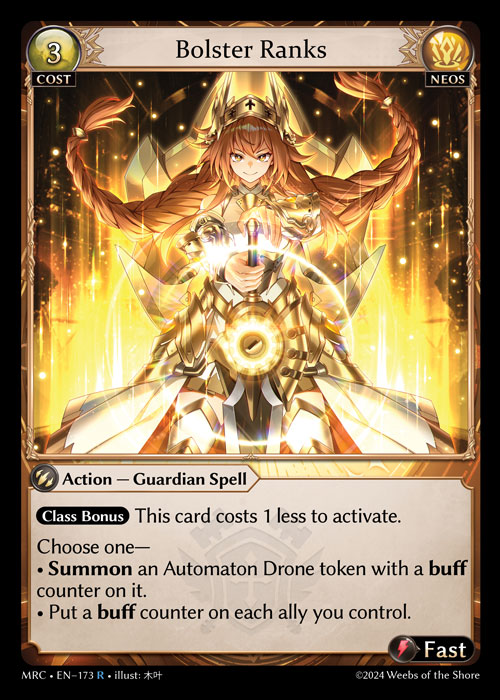 3
COST
Bolster Ranks
NEOS
Action — Guardian Spell
Class Bonus This card costs 1 less to activate.
Choose one—
• Summon an Automaton Drone token with a buff
counter on it.
• Put a buff counter on each ally you control.
Fast
MRC • EN–173 R • illust: 木叶
©2024 Weebs of the Shore